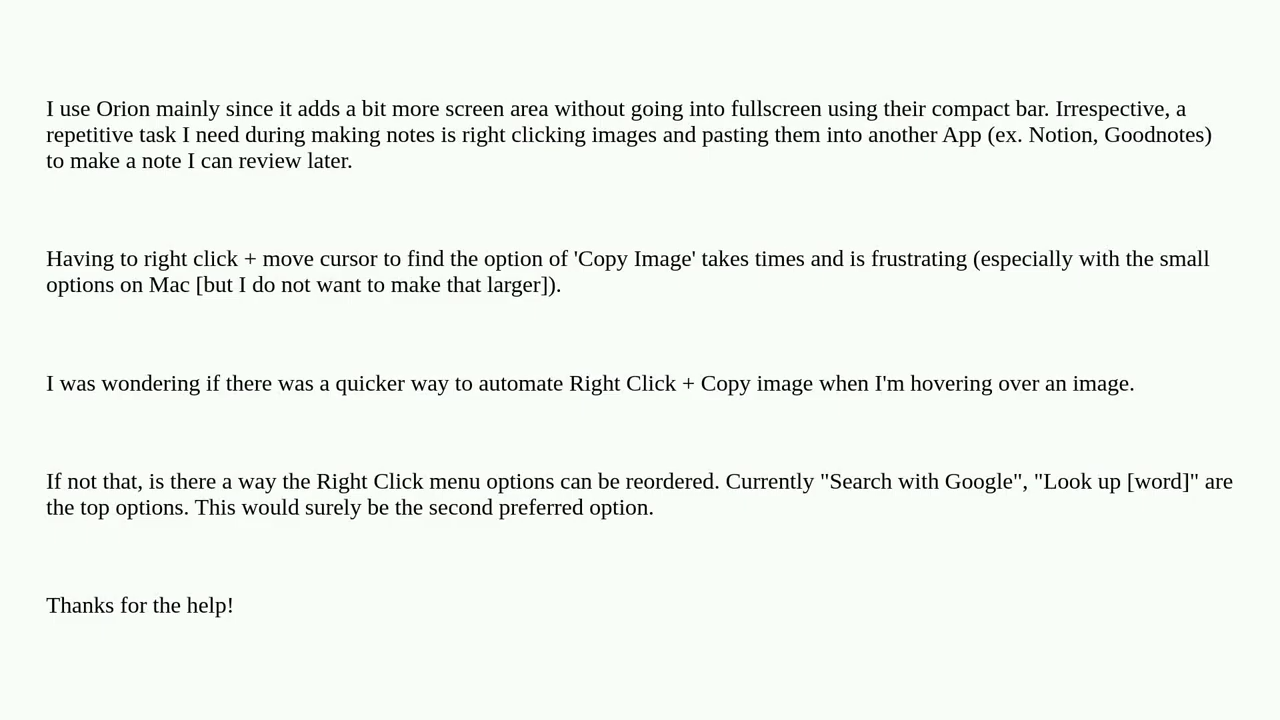 I use Orion mainly since it adds a bit more screen area without going into fullscreen using their compact bar. Irrespective, a
repetitive task I need during making notes is right clicking images and pasting them into another App (ex. Notion, Goodnotes)
to make a note I can review later.
Having to right click + move cursor to find the option of 'Copy Image' takes times and is frustrating (especially with the small
options on Mac [but I do not want to make that larger]).
I was wondering if there was a quicker way to automate Right Click + Copy image when I'm hovering over an image.
If not that, is there a way the Right Click menu options can be reordered. Currently "Search with Google", "Look up [word]" are
the top options. This would surely be the second preferred option.
Thanks for the help!